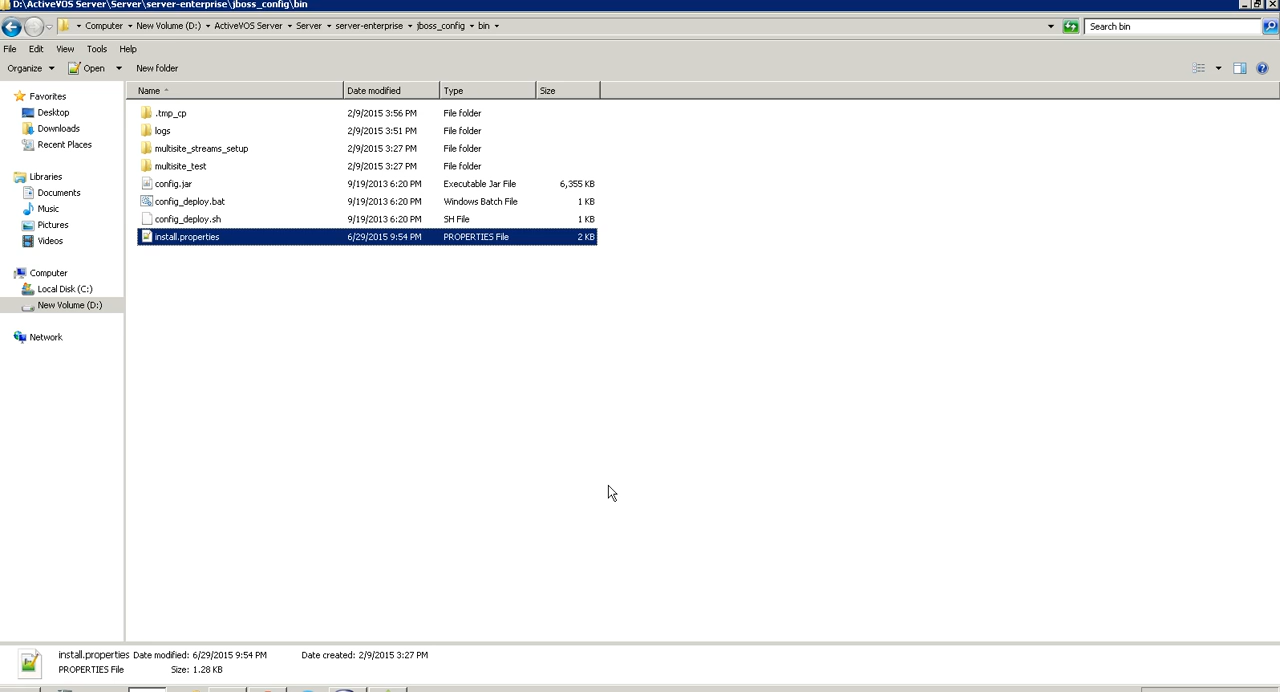 D:\ActiveVOS Server\Server\server-enterprise\jboss_config\bin
Computer New Volume (D:) ActiveVOS Server Server server-enterprise jboss_config bin Search bin
File Edit View Tools Help
Organize Open New folder
Name Date modified Type Size
Favorites
Desktop
Downloads
Recent Places
Libraries
Documents
Music
Pictures
Videos
Computer
Local Disk (C:)
New Volume (D:)
Network
.tmp_cp 2/9/2015 3:56 PM File folder
logs 2/9/2015 3:51 PM File folder
multisite_streams_setup 2/9/2015 3:27 PM File folder
multisite_test 2/9/2015 3:27 PM File folder
config.jar 9/19/2013 6:20 PM Executable Jar File 6,355 KB
config_deploy.bat 9/19/2013 6:20 PM Windows Batch File 1 KB
config_deploy.sh 9/19/2013 6:20 PM SH File 1 KB
install.properties 6/29/2015 9:54 PM PROPERTIES File 2 KB
install.properties Date modified: 6/29/2015 9:54 PM Date created: 2/9/2015 3:27 PM
PROPERTIES File Size: 1.28 KB